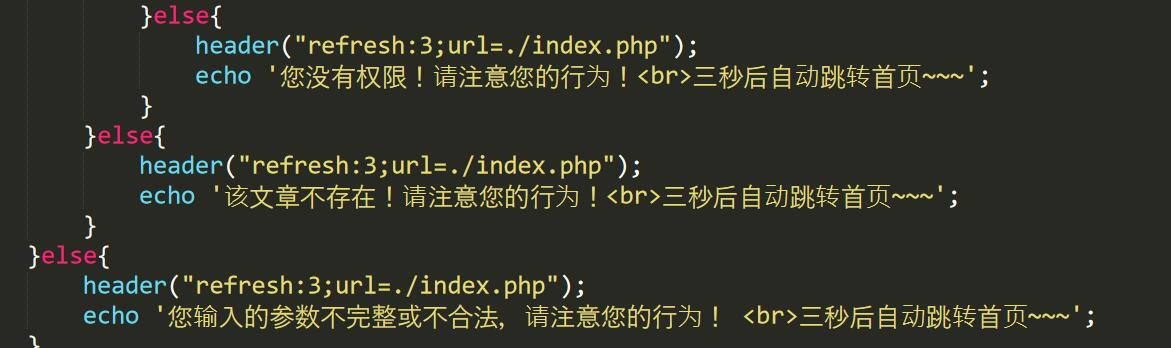 }else{
header("refresh:3;url=./index.php");
echo '您没有权限！请注意您的行为！<br>三秒后自动跳转首页~~~';
}
}else{
header("refresh:3;url=./index.php");
echo '该文章不存在！请注意您的行为！<br>三秒后自动跳转首页~~~';
}
}else{
header("refresh:3;url=./index.php");
echo '您输入的参数不完整或不合法，请注意您的行为！ <br>三秒后自动跳转首页~~~';
}